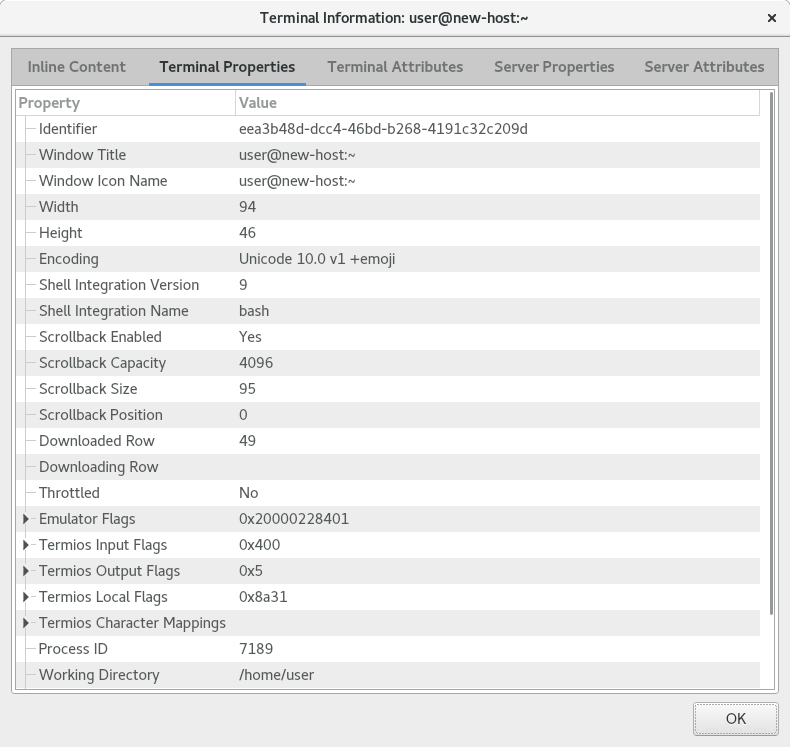 Terminal Information: user@new-host:~
Inline Content Terminal Properties Terminal Attributes Server Properties Server Attributes
Property Value
Identifier eea3b48d-dcc4-46bd-b268-4191c32c209d
Window Title user@new-host:~
Window Icon Name user@new-host:~
Width 94
Height 46
Encoding Unicode 10.0 v1 +emoji
Shell Integration Version 9
Shell Integration Name bash
Scrollback Enabled Yes
Scrollback Capacity 4096
Scrollback Size 95
Scrollback Position 0
Downloaded Row 49
Downloading Row
Throttled No
Emulator Flags 0x20000228401
Termios Input Flags 0x400
Termios Output Flags 0x5
Termios Local Flags 0x8a31
Termios Character Mappings
Process ID 7189
Working Directory /home/user
OK